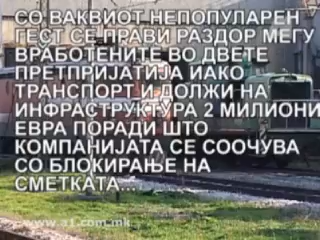 СО ВАКВИОТ НЕПОПУЛАРЕН
ГЕСТ СЕ ПРАВИ РАЗДОР МЕГУ
ВРАБОТЕНИТЕ ВО ДВЕТЕ
ПРЕТПРИЈАТИЈА ИАКО
ТРАНСПОРТ И ДОЛЖИ НА
ИНФРАСТРУКТУРА 2 МИЛИОНИ
ЕВРА ПОРАДИ ШТО
КОМПАНИЈАТА СЕ СООЧУВА
СО БЛОКИРАЊЕ НА
СМЕТКАТА...
www.a1.com.mk